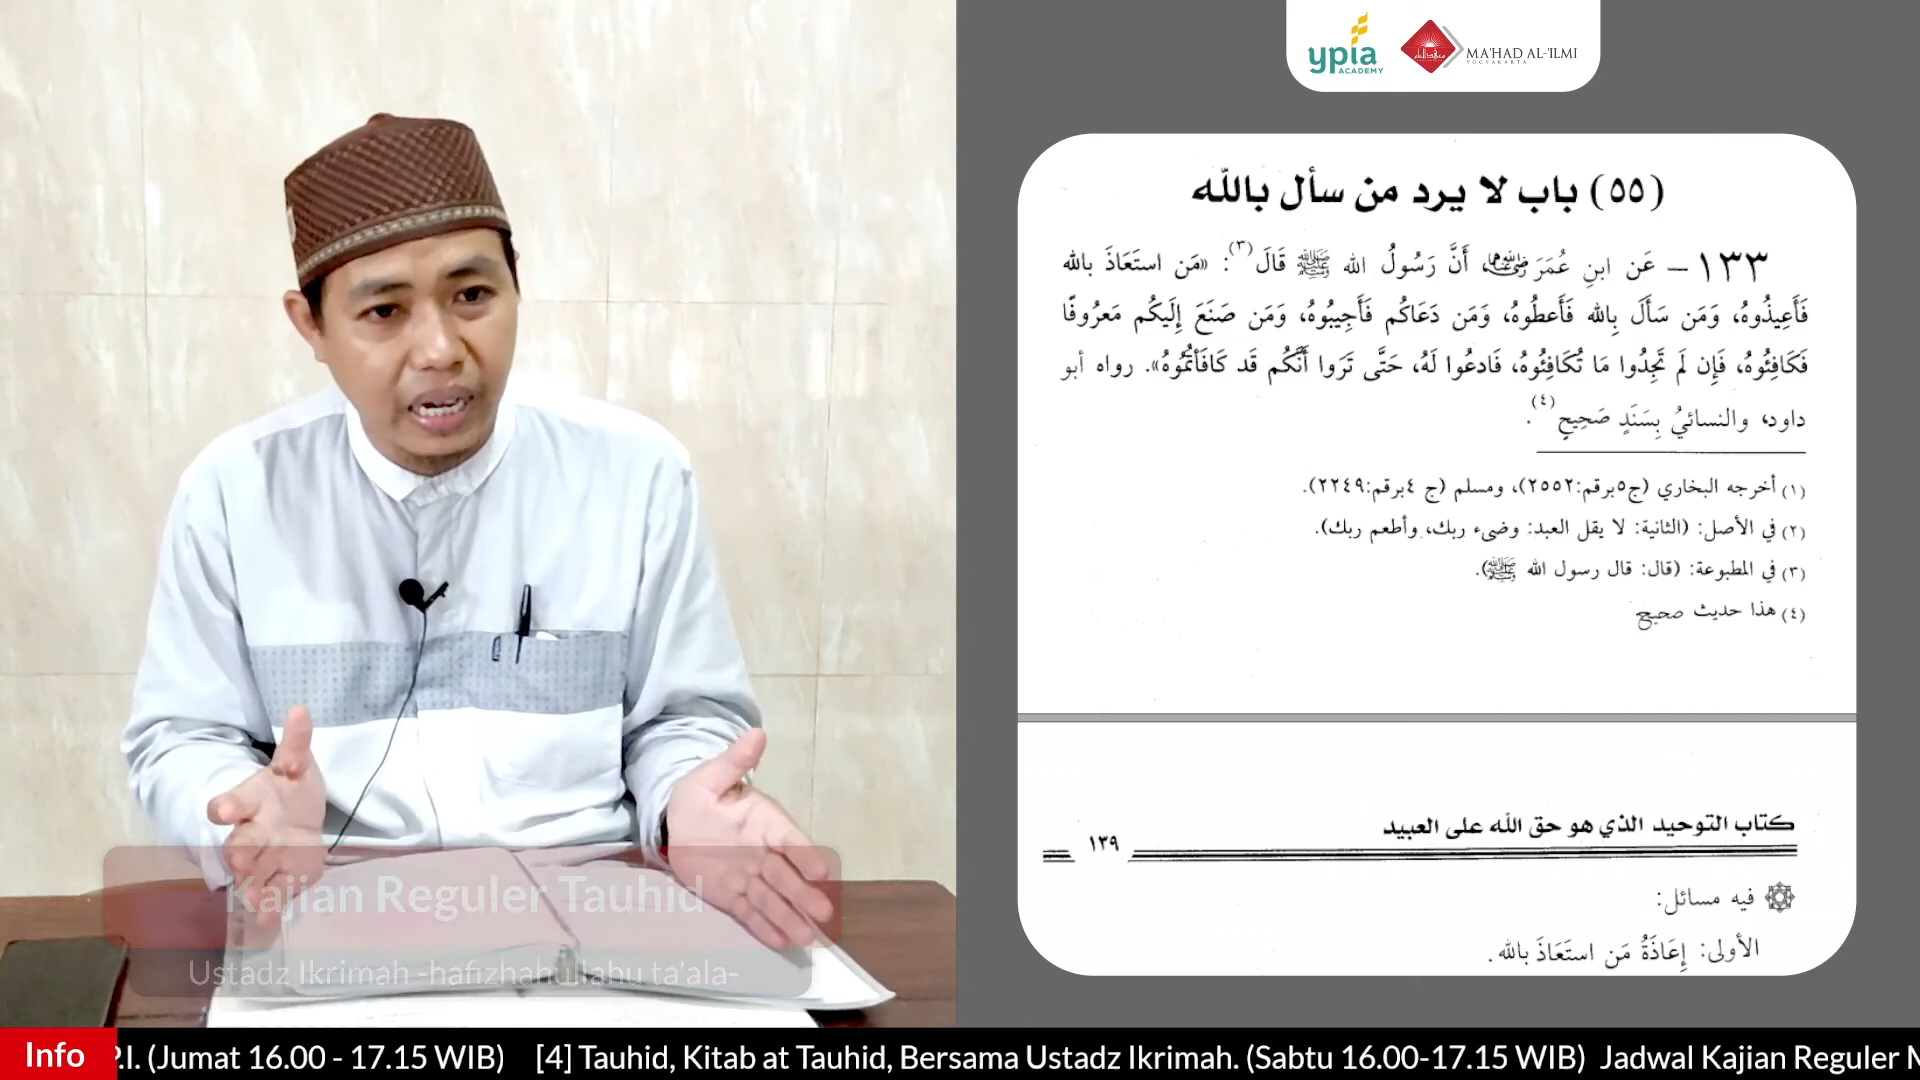 ypia
ACADEMY
MA'HAD AL-'ILMI
YOGYAKARTA
(٥٥) باب لا يرد من سأل بالله
١٣٣ – عَن ابنِ عُمَرَ رضي الله عنهما، أَنَّ رَسُولُ الله ﷺ قَالَ(٣): «مَن استَعَاذَ بالله
فَأَعِيذُوهُ، وَمَن سَأَلَ بِالله فَأَعطُوهُ، وَمَن دَعَاكُم فَأَجِيبُوهُ، وَمَن صَنَعَ إِلَيكُم مَعرُوفًا
فَكَافِئُوهُ، فَإِن لَم تَجِدُوا مَا تُكَافِئُوهُ، فَادعُوا لَهُ، حَتَّى تَرَوا أَنَّكُم قَد كَافَأتُمُوهُ». رواه أبو
داود، والنسائيُ بِسَنَدٍ صَحِيحٍ(٤).
(١) أخرجه البخاري (ج٥برقم:٢٥٥٢)، ومسلم (ج ٤برقم:٢٢٤٩).
(٢) في الأصل: (الثانية: لا يقل العبد: وضىء ربك، وأطعم ربك).
(٣) في المطبوعة: (قال: قال رسول الله ﷺ).
(٤) هذا حديث صحيح
كتاب التوحيد الذي هو حق الله على العبيد
١٣٩
فيه مسائل:
الأولى: إِعَاذَةُ مَن استَعَاذَ بالله.
Kajian Reguler Tauhid
Ustadz Ikrimah -hafizhahullahu ta'ala-
Info
P.I. (Jumat 16.00 - 17.15 WIB) [4] Tauhid, Kitab at Tauhid, Bersama Ustadz Ikrimah. (Sabtu 16.00-17.15 WIB) Jadwal Kajian Reguler M